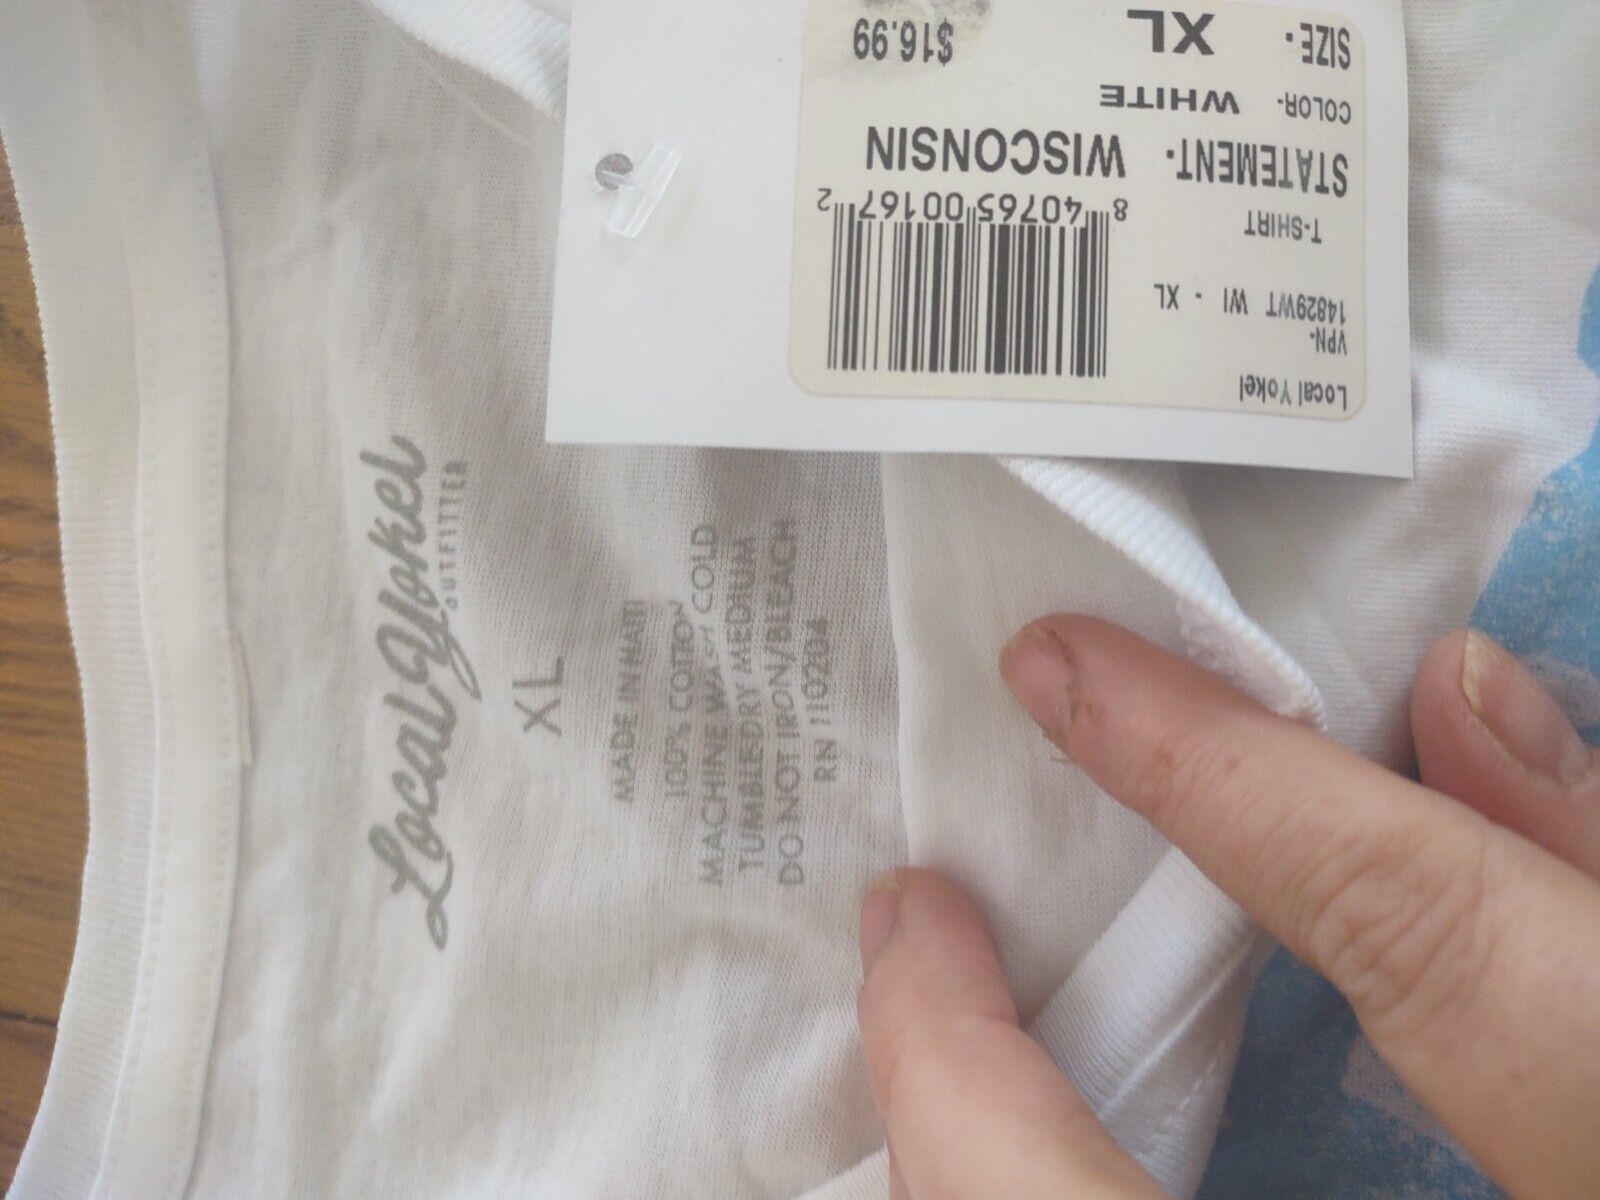 Local Yokel
VPN-
14829WT WI - XL
T-SHIRT
8 40765 00167 2
STATEMENT- WISCONSIN
COLOR- WHITE
SIZE- XL $16.99
Local Yokel
OUTFITTER
XL
MADE IN HAITI
100% COTTON
MACHINE WASH COLD
TUMBLE DRY MEDIUM
DO NOT IRON/BLEACH
RN 110204